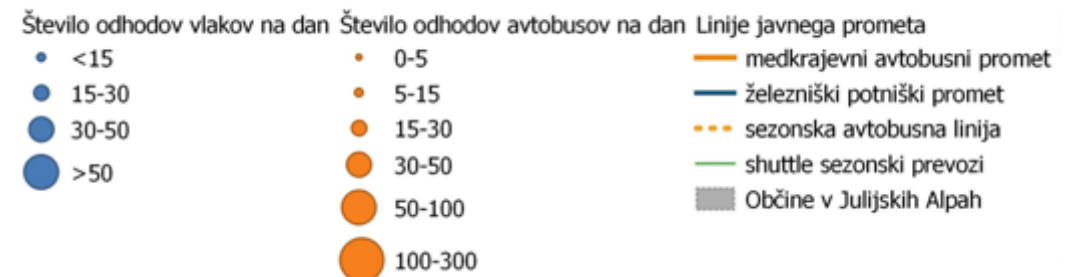 Število odhodov vlakov na dan
<15
15-30
30-50
>50
Število odhodov avtobusov na dan
0-5
5-15
15-30
30-50
50-100
100-300
Linije javnega prometa
medkrajevni avtobusni promet
železniški potniški promet
sezonska avtobusna linija
shuttle sezonski prevozi
Občine v Julijskih Alpah